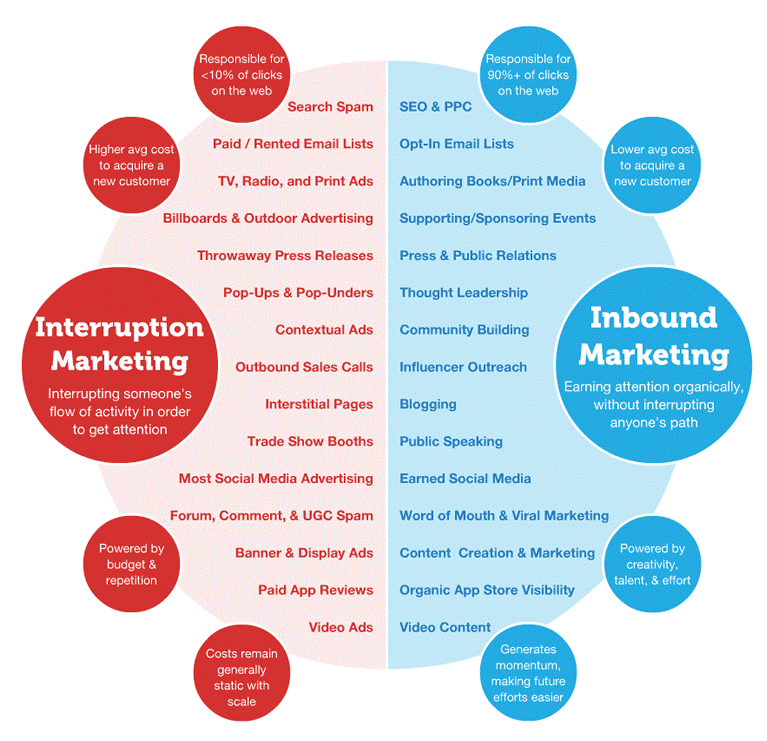 Responsible for
<10% of clicks
on the web
Responsible for
90%+ of clicks
on the web
Higher avg cost
to acquire a
new customer
Lower avg cost
to acquire a
new customer
Interruption
Marketing
Interrupting someone's
flow of activity in order
to get attention
Inbound
Marketing
Earning attention organically,
without interrupting
anyone's path
Search Spam
Paid / Rented Email Lists
TV, Radio, and Print Ads
Billboards & Outdoor Advertising
Throwaway Press Releases
Pop-Ups & Pop-Unders
Contextual Ads
Outbound Sales Calls
Interstitial Pages
Trade Show Booths
Most Social Media Advertising
Forum, Comment, & UGC Spam
Banner & Display Ads
Paid App Reviews
Video Ads
SEO & PPC
Opt-In Email Lists
Authoring Books/Print Media
Supporting/Sponsoring Events
Press & Public Relations
Thought Leadership
Community Building
Influencer Outreach
Blogging
Public Speaking
Earned Social Media
Word of Mouth & Viral Marketing
Content Creation & Marketing
Organic App Store Visibility
Video Content
Powered by
budget &
repetition
Powered by
creativity,
talent, & effort
Costs remain
generally
static with
scale
Generates
momentum,
making future
efforts easier